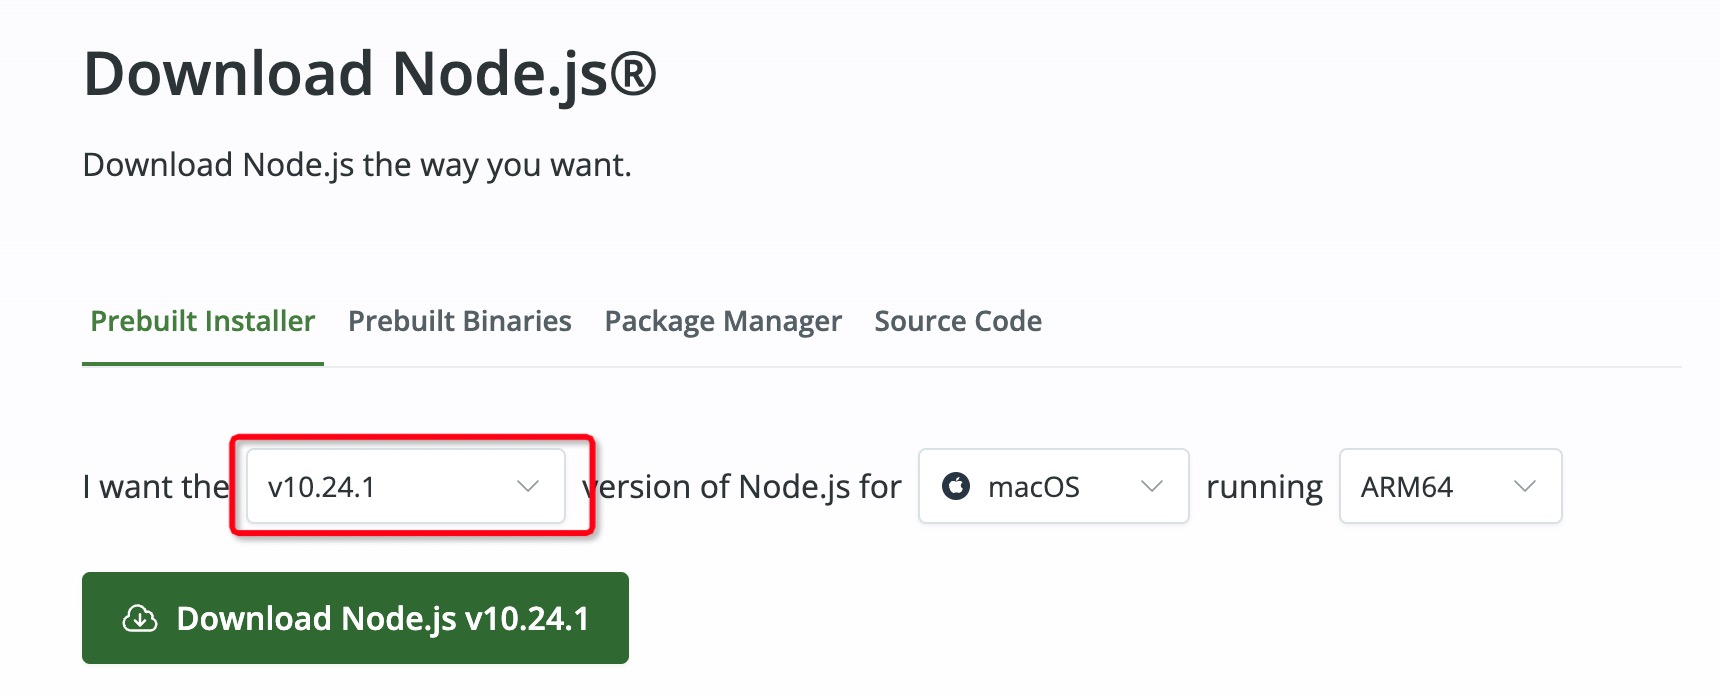 Download Node.js®
Download Node.js the way you want.
Prebuilt Installer Prebuilt Binaries Package Manager Source Code
I want the v10.24.1 version of Node.js for macOS running ARM64
Download Node.js v10.24.1